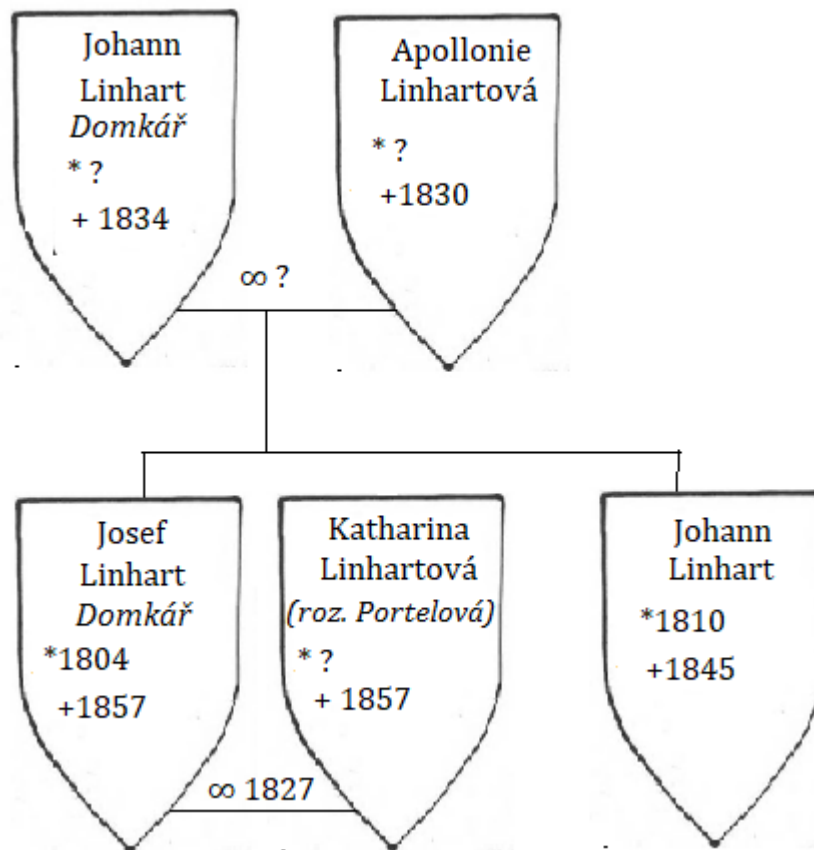 Johann
Linhart
Domkář
* ?
+ 1834
Apollonie
Linhartová
* ?
+1830
∞ ?
Josef
Linhart
Domkář
*1804
+1857
Katharina
Linhartová
(roz. Portelová)
* ?
+ 1857
∞ 1827
Johann
Linhart
*1810
+1845